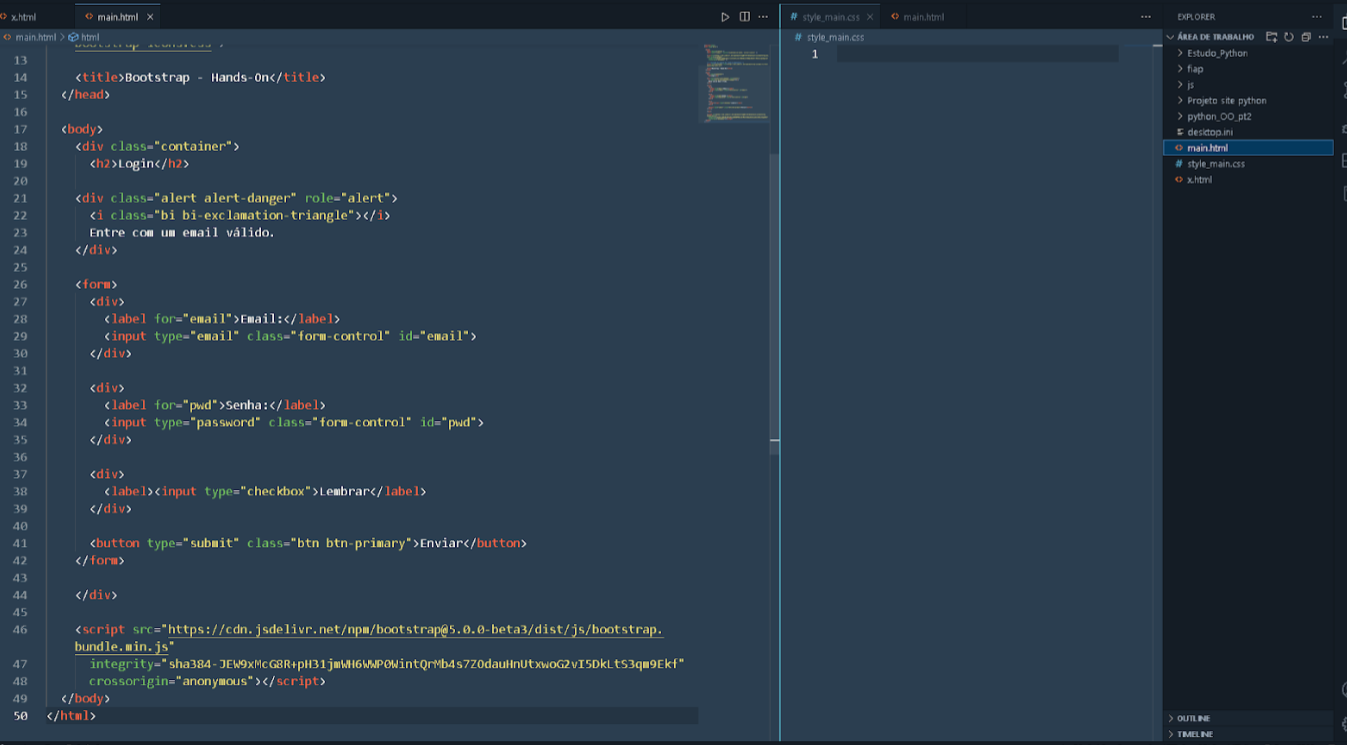 x.html
main.html
main.html > html
bootstrap-icons.css">
13
14 <title>Bootstrap - Hands-On</title>
15 </head>
16
17 <body>
18 <div class="container">
19 <h2>Login</h2>
20
21 <div class="alert alert-danger" role="alert">
22 <i class="bi bi-exclamation-triangle"></i>
23 Entre com um email válido.
24 </div>
25
26 <form>
27 <div>
28 <label for="email">Email:</label>
29 <input type="email" class="form-control" id="email">
30 </div>
31
32 <div>
33 <label for="pwd">Senha:</label>
34 <input type="password" class="form-control" id="pwd">
35 </div>
36
37 <div>
38 <label><input type="checkbox">Lembrar</label>
39 </div>
40
41 <button type="submit" class="btn btn-primary">Enviar</button>
42 </form>
43
44 </div>
45
46 <script src="https://cdn.jsdelivr.net/npm/bootstrap@5.0.0-beta3/dist/js/bootstrap.
bundle.min.js"
47 integrity="sha384-JEW9xMcG8R+pH31jmWH6WWP0WintQrMb4s7ZOdauHnUtxwoG2vI5DkLtS3qm9Ekf"
48 crossorigin="anonymous"></script>
49 </body>
50 </html>
style_main.css
main.html
style_main.css
1
EXPLORER
ÁREA DE TRABALHO
Estudo_Python
fiap
js
Projeto site python
python_OO_pt2
desktop.ini
main.html
style_main.css
x.html
OUTLINE
TIMELINE